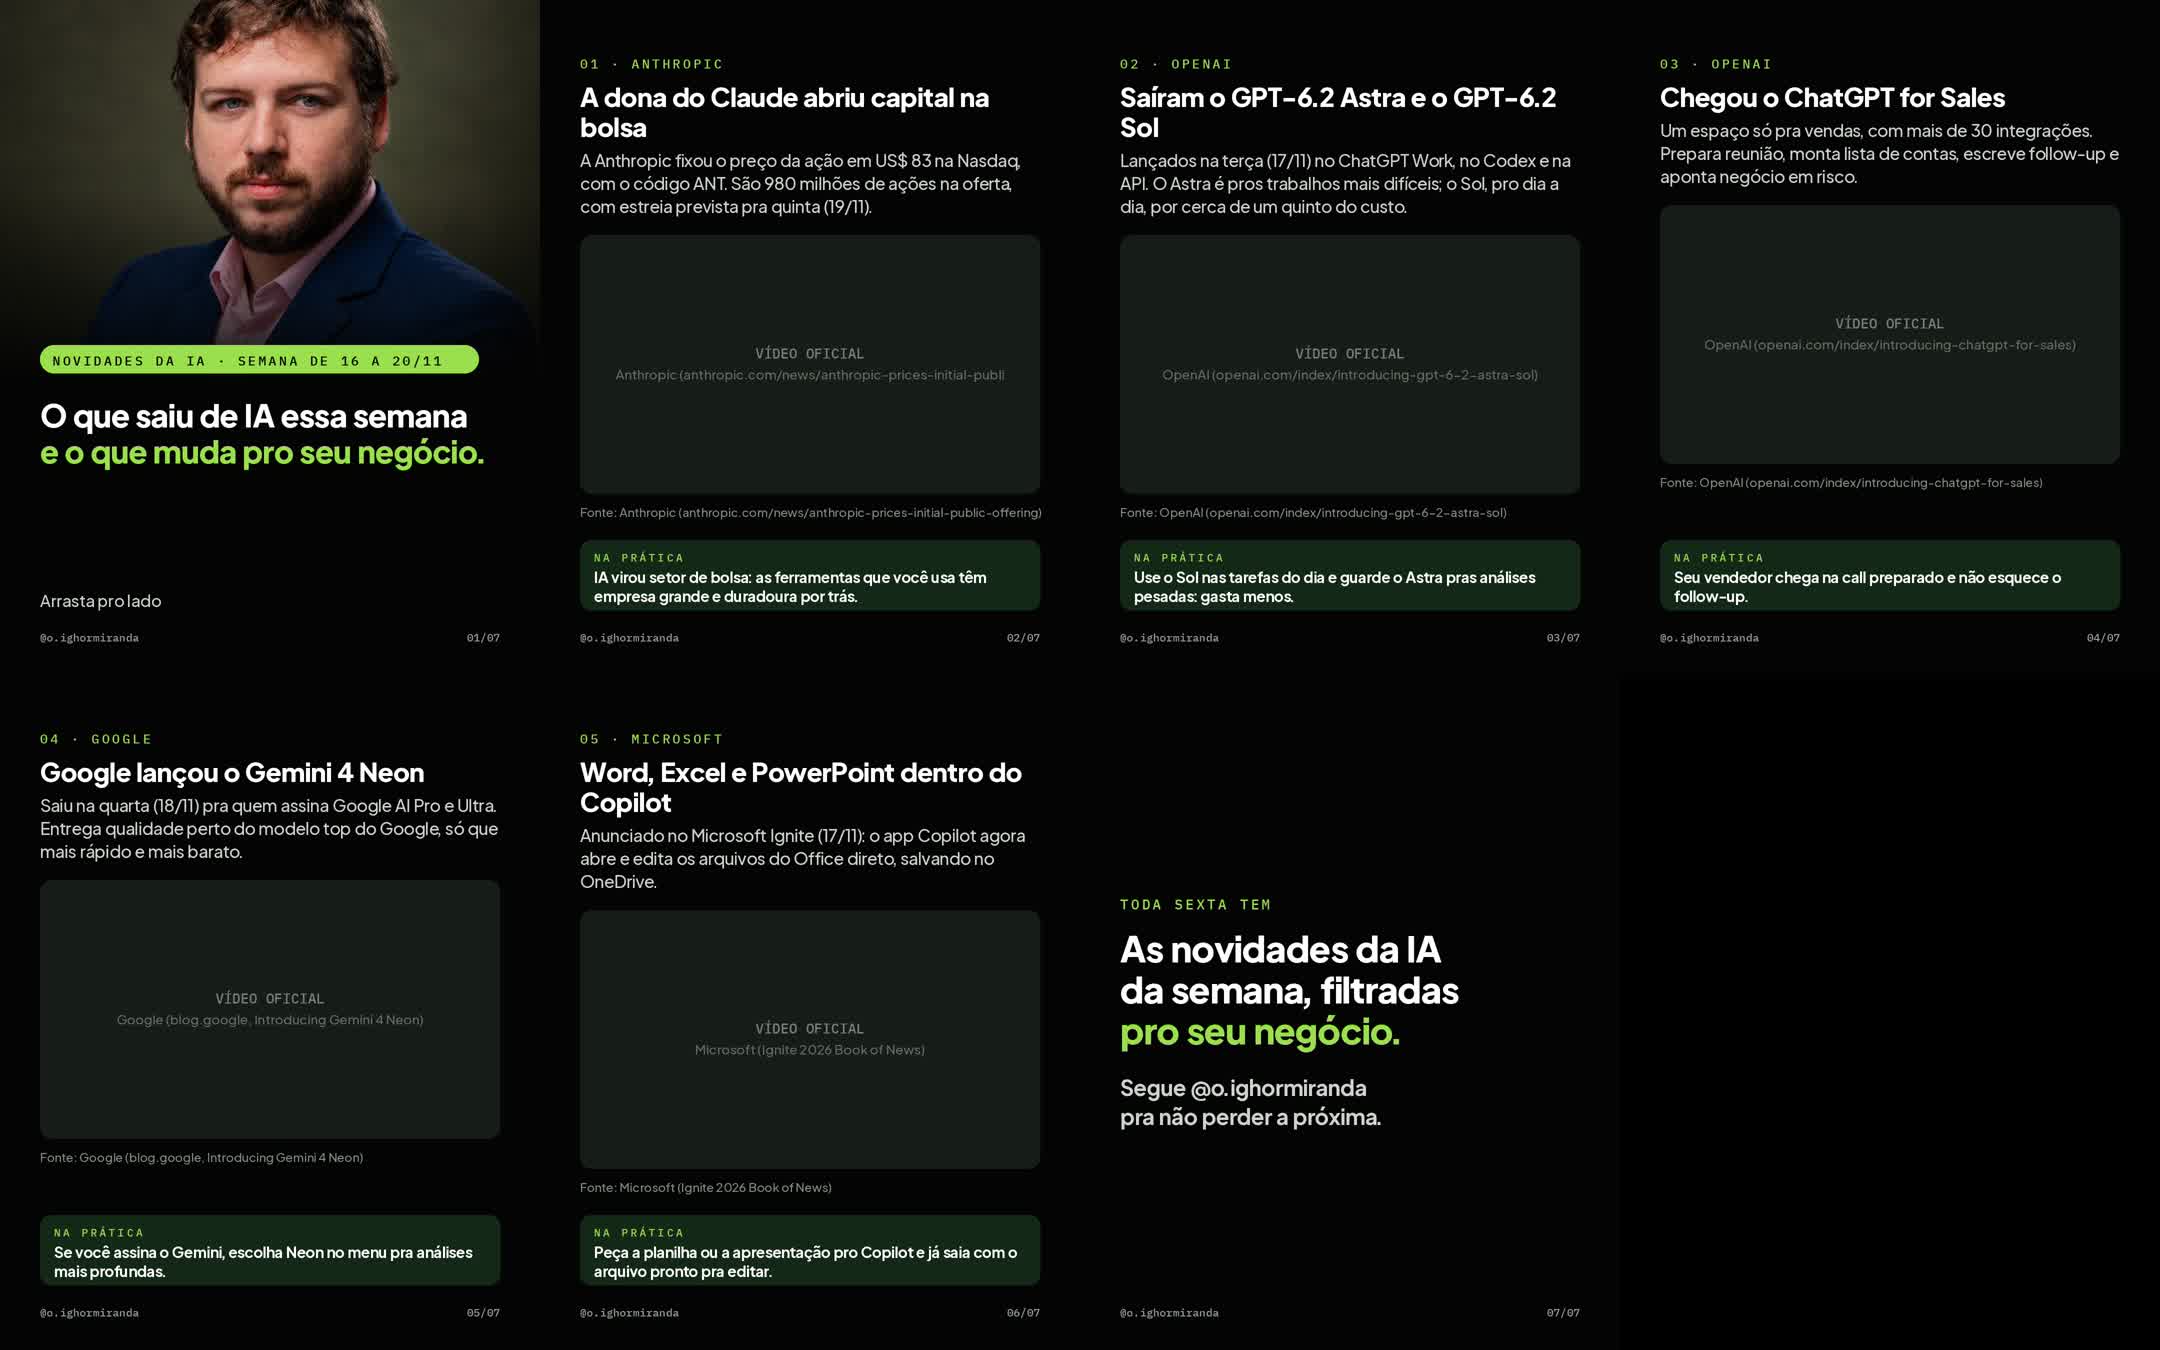 NOVIDADES DA IA · SEMANA DE 16 A 20/11
O que saiu de IA essa semana
e o que muda pro seu negócio.
Arrasta pro lado
@o.ighormiranda
01/07
01 · ANTHROPIC
A dona do Claude abriu capital na
bolsa
A Anthropic fixou o preço da ação em US$ 83 na Nasdaq,
com o código ANT. São 980 milhões de ações na oferta,
com estreia prevista pra quinta (19/11).
VÍDEO OFICIAL
Anthropic (anthropic.com/news/anthropic-prices-initial-publi
Fonte: Anthropic (anthropic.com/news/anthropic-prices-initial-public-offering)
NA PRÁTICA
IA virou setor de bolsa: as ferramentas que você usa têm
empresa grande e duradoura por trás.
@o.ighormiranda
02/07
02 · OPENAI
Saíram o GPT-6.2 Astra e o GPT-6.2
Sol
Lançados na terça (17/11) no ChatGPT Work, no Codex e na
API. O Astra é pros trabalhos mais difíceis; o Sol, pro dia a
dia, por cerca de um quinto do custo.
VÍDEO OFICIAL
OpenAI (openai.com/index/introducing-gpt-6-2-astra-sol)
Fonte: OpenAI (openai.com/index/introducing-gpt-6-2-astra-sol)
NA PRÁTICA
Use o Sol nas tarefas do dia e guarde o Astra pras análises
pesadas: gasta menos.
@o.ighormiranda
03/07
03 · OPENAI
Chegou o ChatGPT for Sales
Um espaço só pra vendas, com mais de 30 integrações.
Prepara reunião, monta lista de contas, escreve follow-up e
aponta negócio em risco.
VÍDEO OFICIAL
OpenAI (openai.com/index/introducing-chatgpt-for-sales)
Fonte: OpenAI (openai.com/index/introducing-chatgpt-for-sales)
NA PRÁTICA
Seu vendedor chega na call preparado e não esquece o
follow-up.
@o.ighormiranda
04/07
04 · GOOGLE
Google lançou o Gemini 4 Neon
Saiu na quarta (18/11) pra quem assina Google AI Pro e Ultra.
Entrega qualidade perto do modelo top do Google, só que
mais rápido e mais barato.
VÍDEO OFICIAL
Google (blog.google, Introducing Gemini 4 Neon)
Fonte: Google (blog.google, Introducing Gemini 4 Neon)
NA PRÁTICA
Se você assina o Gemini, escolha Neon no menu pra análises
mais profundas.
@o.ighormiranda
05/07
05 · MICROSOFT
Word, Excel e PowerPoint dentro do
Copilot
Anunciado no Microsoft Ignite (17/11): o app Copilot agora
abre e edita os arquivos do Office direto, salvando no
OneDrive.
VÍDEO OFICIAL
Microsoft (Ignite 2026 Book of News)
Fonte: Microsoft (Ignite 2026 Book of News)
NA PRÁTICA
Peça a planilha ou a apresentação pro Copilot e já saia com o
arquivo pronto pra editar.
@o.ighormiranda
06/07
TODA SEXTA TEM
As novidades da IA
da semana, filtradas
pro seu negócio.
Segue @o.ighormiranda
pra não perder a próxima.
@o.ighormiranda
07/07